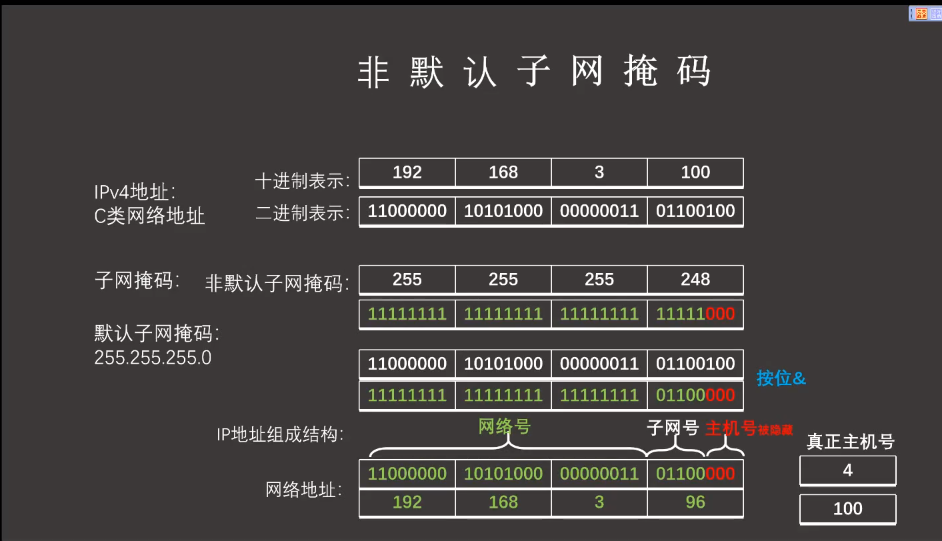 非默认子网掩码
IPv4地址:
C类网络地址
十进制表示: 192 168 3 100
二进制表示: 11000000 10101000 00000011 01100100
子网掩码: 非默认子网掩码: 255 255 255 248
11111111 11111111 11111111 11111000
默认子网掩码:
255.255.255.0
11000000 10101000 00000011 01100100
11111111 11111111 11111111 01100000
按位&
IP地址组成结构: 网络号 子网号 主机号被隐藏
真正主机号
网络地址: 11000000 10101000 00000011 01100000
192 168 3 96
4
100